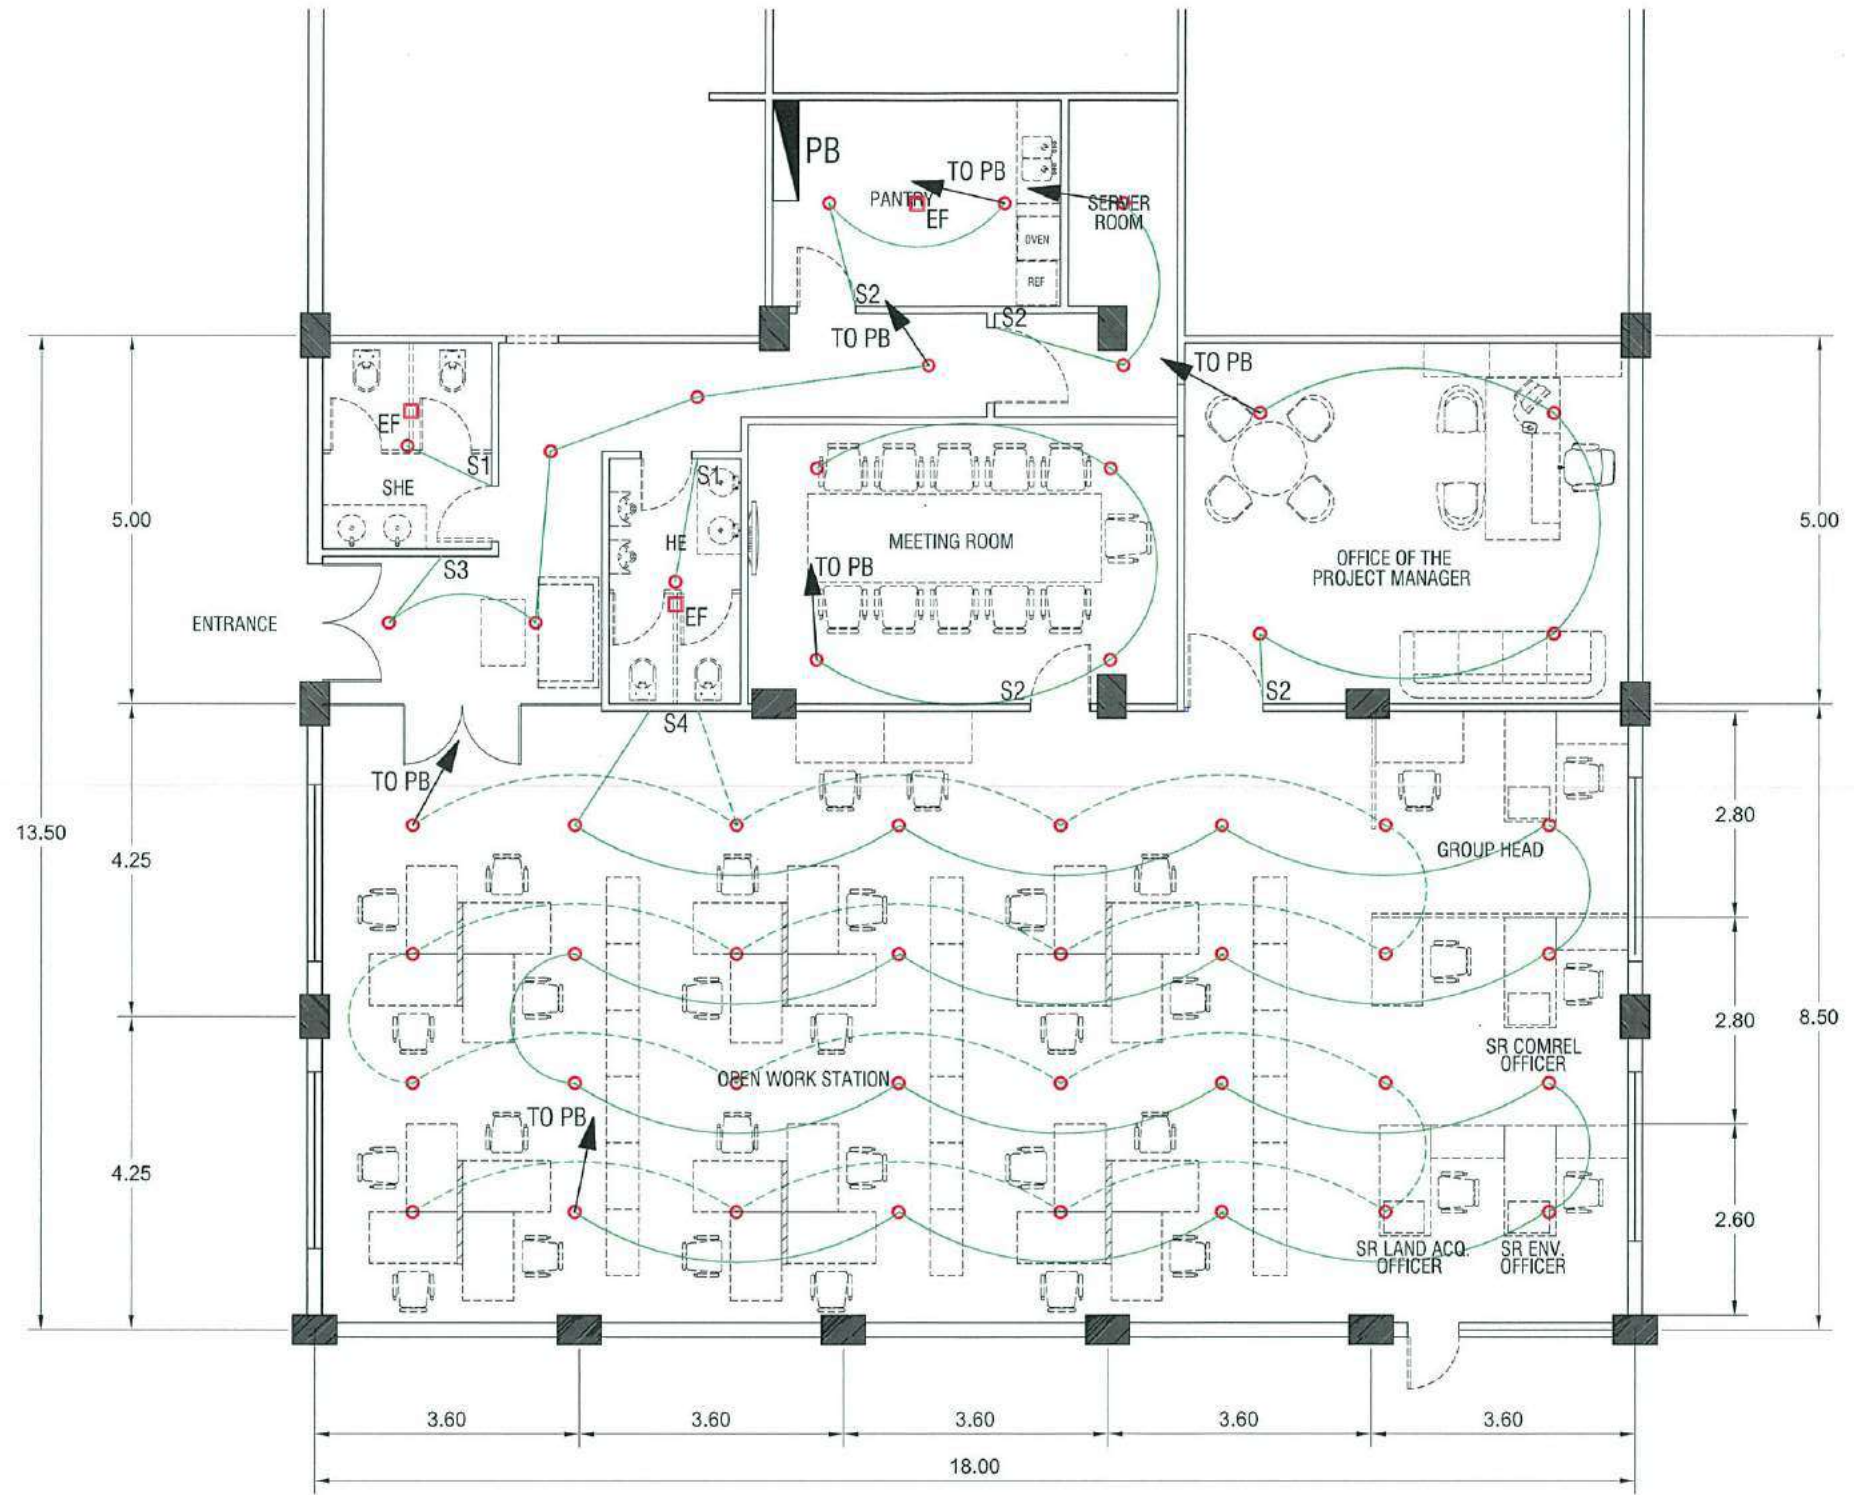 PB
TO PB
PANTRY
EF
SERVER
ROOM
OVEN
REF
S2
S2
TO PB
TO PB
EF
S1
SHE
S1
HE
EF
MEETING ROOM
TO PB
OFFICE OF THE
PROJECT MANAGER
5.00
5.00
S3
ENTRANCE
S2
S2
S4
TO PB
13.50
4.25
2.80
GROUP HEAD
2.80
8.50
SR COMREL
OFFICER
OPEN WORK STATION
TO PB
4.25
2.60
SR LAND ACQ.
OFFICER
SR ENV.
OFFICER
3.60
3.60
3.60
3.60
3.60
18.00